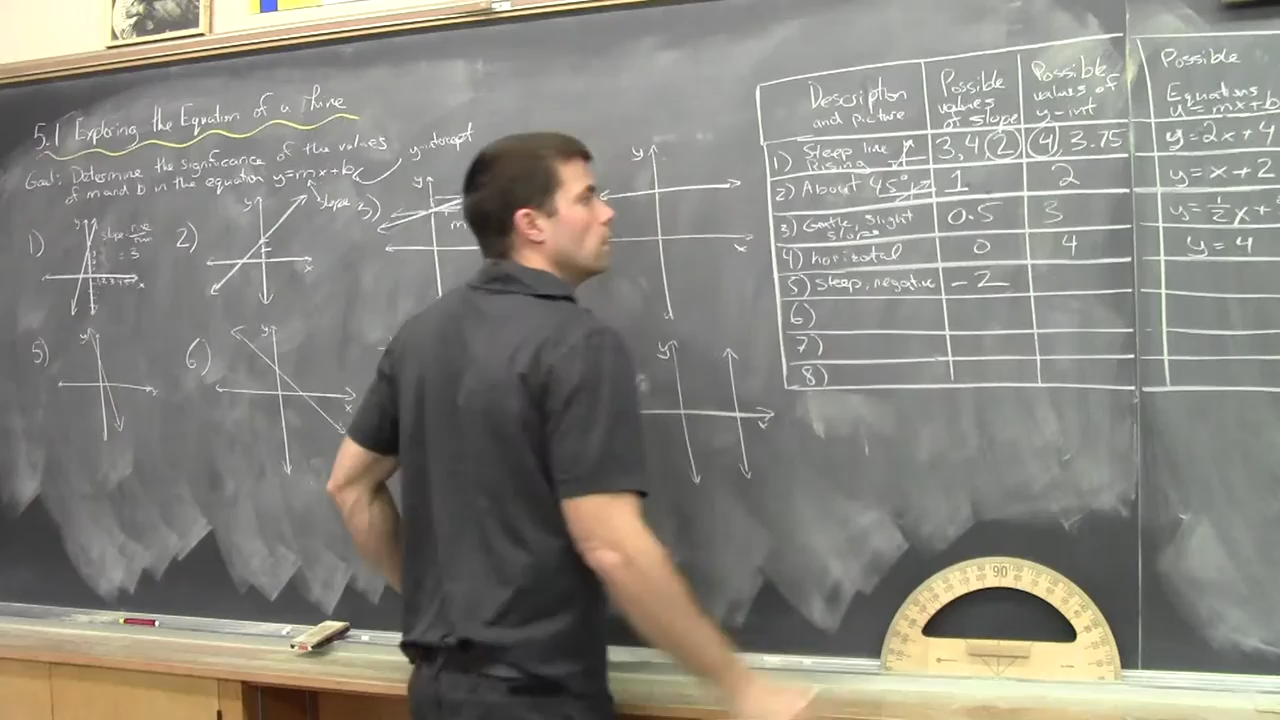 5.1 Exploring the Equation of a Line
Goal: Determine the significance of the values
of m and b in the equation y=mx+b
y-intercept
slope
1)
y
slope = rise
run
= 3
x
2)
y
x
3)
y
m
y
x
5)
y
x
6)
y
x
y
Description
and picture
Possible
values
of slope
Possible
values of
y-int
Possible
Equations
y=mx+b
1) Steep line
Rising
3, 4, 2
4, 3.75
y=2x+4
2) About 45°
1
2
y=x+2
3) Gentle, slight
slope
0.5
3
y=1/2x+
4) horizontal
0
4
y=4
5) steep, negative
-2
6)
7)
8)
90